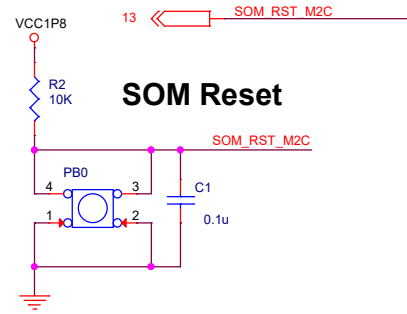 13
SOM_RST_M2C
VCC1P8
R2
10K
SOM Reset
SOM_RST_M2C
PB0
4
3
C1
1
2
0.1u